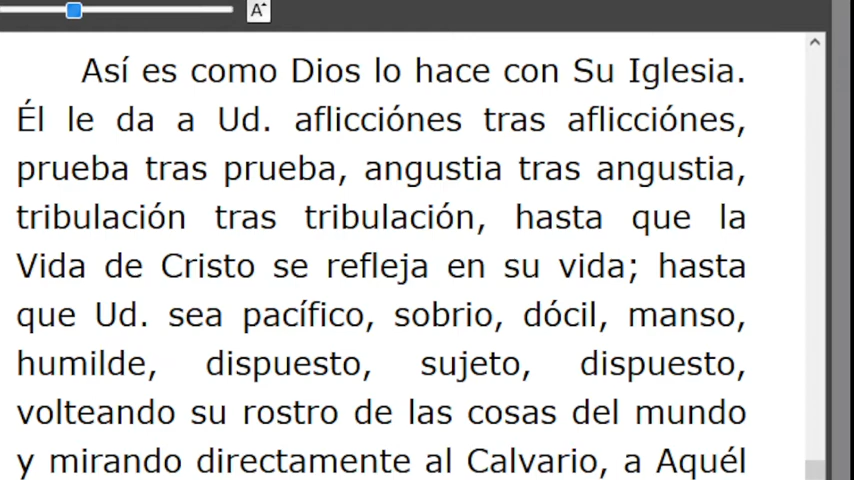 A
Así es como Dios lo hace con Su Iglesia.
Él le da a Ud. aflicciónes tras aflicciónes,
prueba tras prueba, angustia tras angustia,
tribulación tras tribulación, hasta que la
Vida de Cristo se refleja en su vida; hasta
que Ud. sea pacífico, sobrio, dócil, manso,
humilde, dispuesto, sujeto, dispuesto,
volteando su rostro de las cosas del mundo
y mirando directamente al Calvario, a Aquél